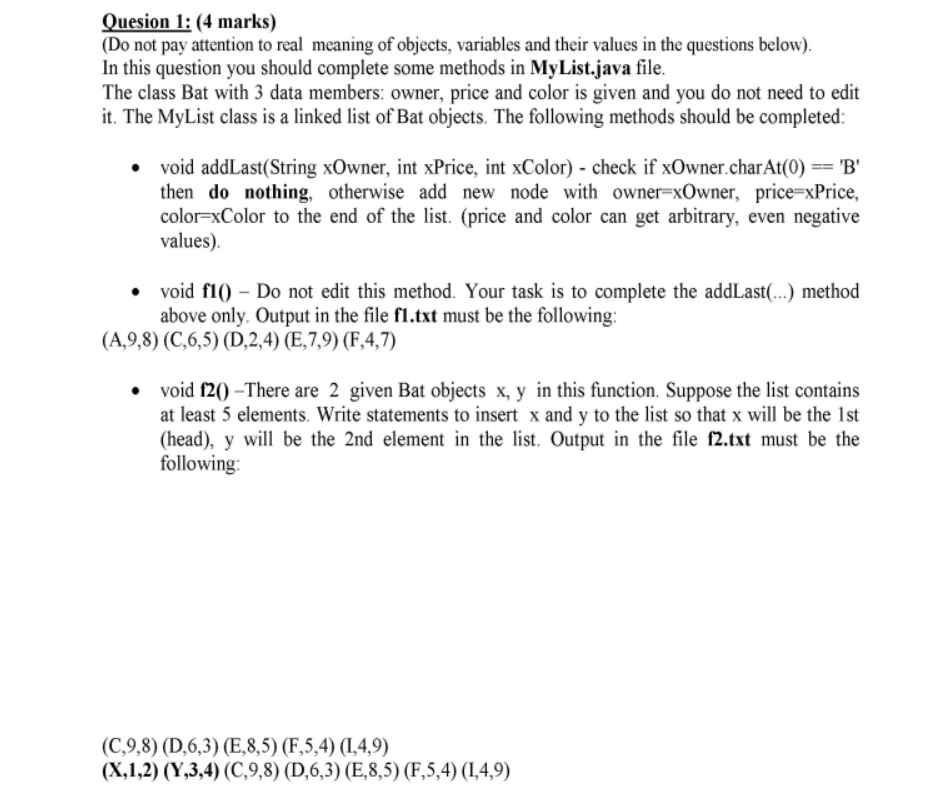 Quesion 1: (4 marks)
(Do not pay attention to real meaning of objects, variables and their values in the questions below).
In this question you should complete some methods in MyList.java file.
The class Bat with 3 data members: owner, price and color is given and you do not need to edit
it. The MyList class is a linked list of Bat objects. The following methods should be completed:
• void addLast(String xOwner, int xPrice, int xColor) - check if xOwner.charAt(0) == 'B'
then do nothing, otherwise add new node with owner=xOwner, price=xPrice,
color=xColor to the end of the list. (price and color can get arbitrary, even negative
values).
• void f1() – Do not edit this method. Your task is to complete the addLast(...) method
above only. Output in the file f1.txt must be the following:
(A,9,8) (C,6,5) (D,2,4) (E,7,9) (F,4,7)
• void f2() –There are 2 given Bat objects x, y in this function. Suppose the list contains
at least 5 elements. Write statements to insert x and y to the list so that x will be the 1st
(head), y will be the 2nd element in the list. Output in the file f2.txt must be the
following:
(C,9,8) (D,6,3) (E,8,5) (F,5,4) (I,4,9)
(X,1,2) (Y,3,4) (C,9,8) (D,6,3) (E,8,5) (F,5,4) (I,4,9)